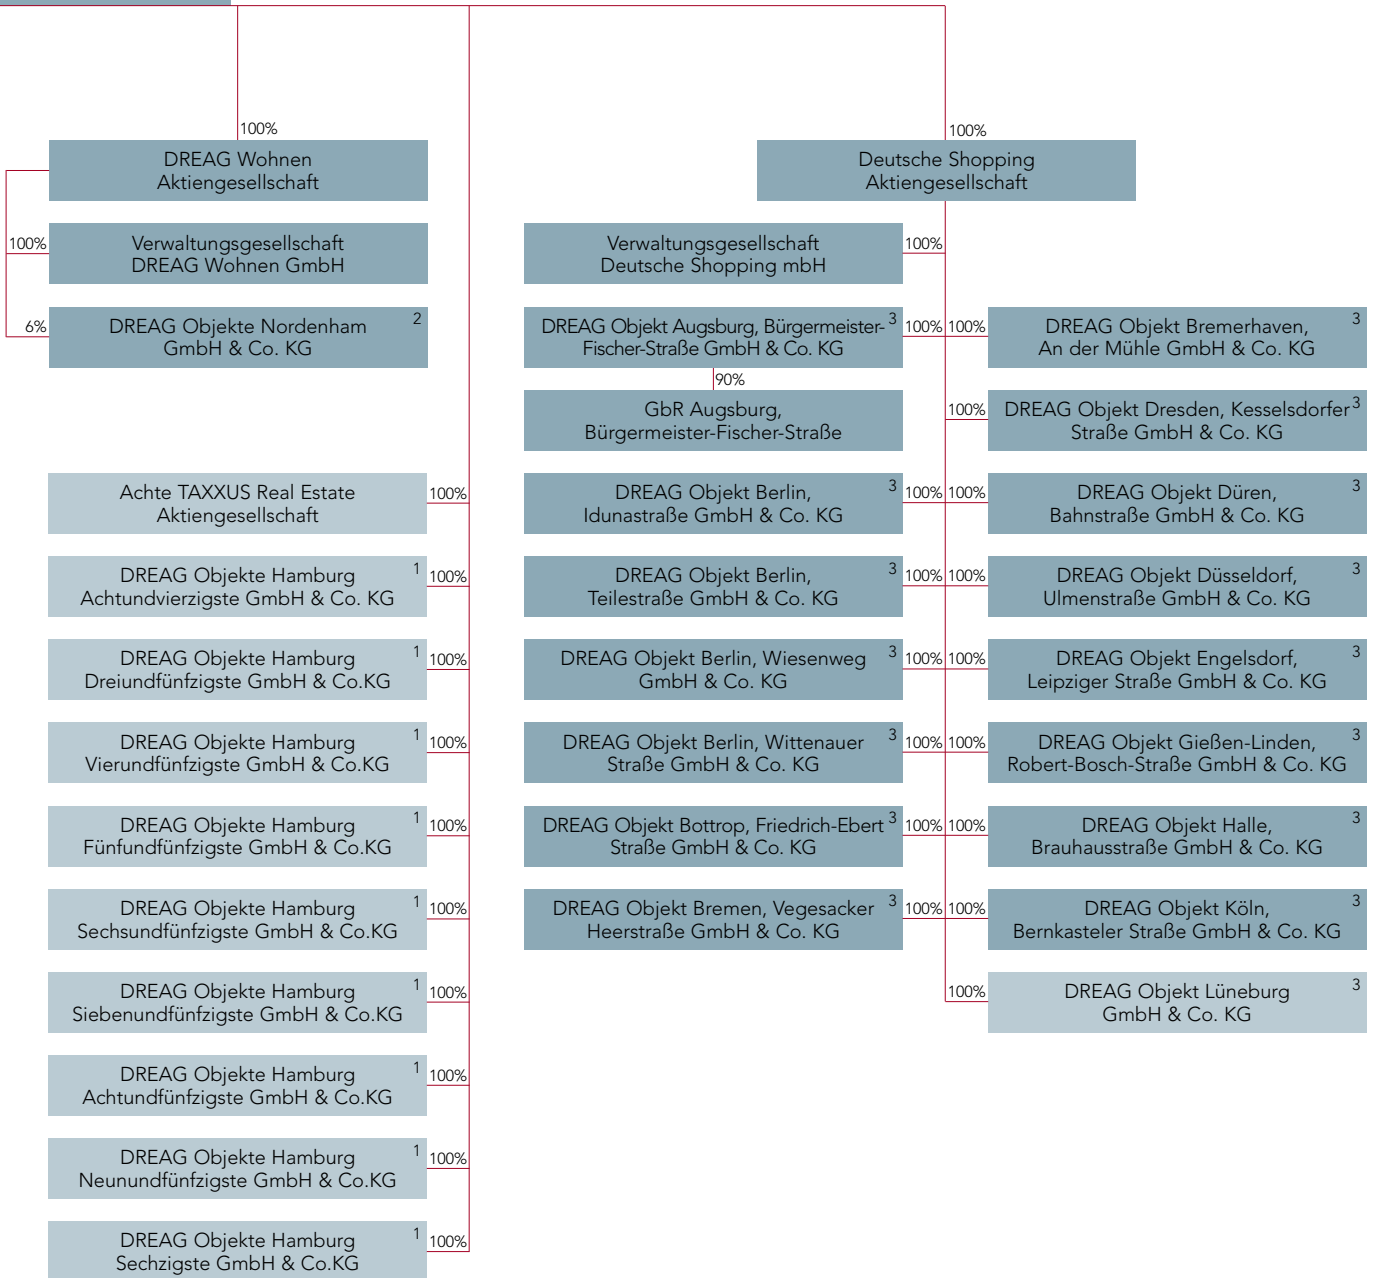 100%
DREAG Wohnen
Aktiengesellschaft
100%
Verwaltungsgesellschaft
DREAG Wohnen GmbH
6%
DREAG Objekte Nordenham 2
GmbH & Co. KG
Achte TAXXUS Real Estate
Aktiengesellschaft
100%
DREAG Objekte Hamburg 1
Achtundvierzigste GmbH & Co. KG
100%
DREAG Objekte Hamburg 1
Dreiundfünfzigste GmbH & Co.KG
100%
DREAG Objekte Hamburg 1
Vierundfünfzigste GmbH & Co.KG
100%
DREAG Objekte Hamburg 1
Fünfundfünfzigste GmbH & Co.KG
100%
DREAG Objekte Hamburg 1
Sechsundfünfzigste GmbH & Co.KG
100%
DREAG Objekte Hamburg 1
Siebenundfünfzigste GmbH & Co.KG
100%
DREAG Objekte Hamburg 1
Achtundfünfzigste GmbH & Co.KG
100%
DREAG Objekte Hamburg 1
Neunundfünfzigste GmbH & Co.KG
100%
DREAG Objekte Hamburg 1
Sechzigste GmbH & Co.KG
100%
100%
Deutsche Shopping
Aktiengesellschaft
Verwaltungsgesellschaft
Deutsche Shopping mbH
100%
DREAG Objekt Augsburg, Bürgermeister- 3
Fischer-Straße GmbH & Co. KG
100%
90%
GbR Augsburg,
Bürgermeister-Fischer-Straße
DREAG Objekt Berlin, 3
Idunastraße GmbH & Co. KG
100%
DREAG Objekt Berlin, 3
Teilestraße GmbH & Co. KG
100%
DREAG Objekt Berlin, Wiesenweg 3
GmbH & Co. KG
100%
DREAG Objekt Berlin, Wittenauer 3
Straße GmbH & Co. KG
100%
DREAG Objekt Bottrop, Friedrich-Ebert 3
Straße GmbH & Co. KG
100%
DREAG Objekt Bremen, Vegesacker 3
Heerstraße GmbH & Co. KG
100%
100%
DREAG Objekt Bremerhaven, 3
An der Mühle GmbH & Co. KG
100%
DREAG Objekt Dresden, Kesselsdorfer 3
Straße GmbH & Co. KG
100%
DREAG Objekt Düren, 3
Bahnstraße GmbH & Co. KG
100%
DREAG Objekt Düsseldorf, 3
Ulmenstraße GmbH & Co. KG
100%
DREAG Objekt Engelsdorf, 3
Leipziger Straße GmbH & Co. KG
100%
DREAG Objekt Gießen-Linden, 3
Robert-Bosch-Straße GmbH & Co. KG
100%
DREAG Objekt Halle, 3
Brauhausstraße GmbH & Co. KG
100%
DREAG Objekt Köln, 3
Bernkasteler Straße GmbH & Co. KG
100%
DREAG Objekt Lüneburg 3
GmbH & Co. KG